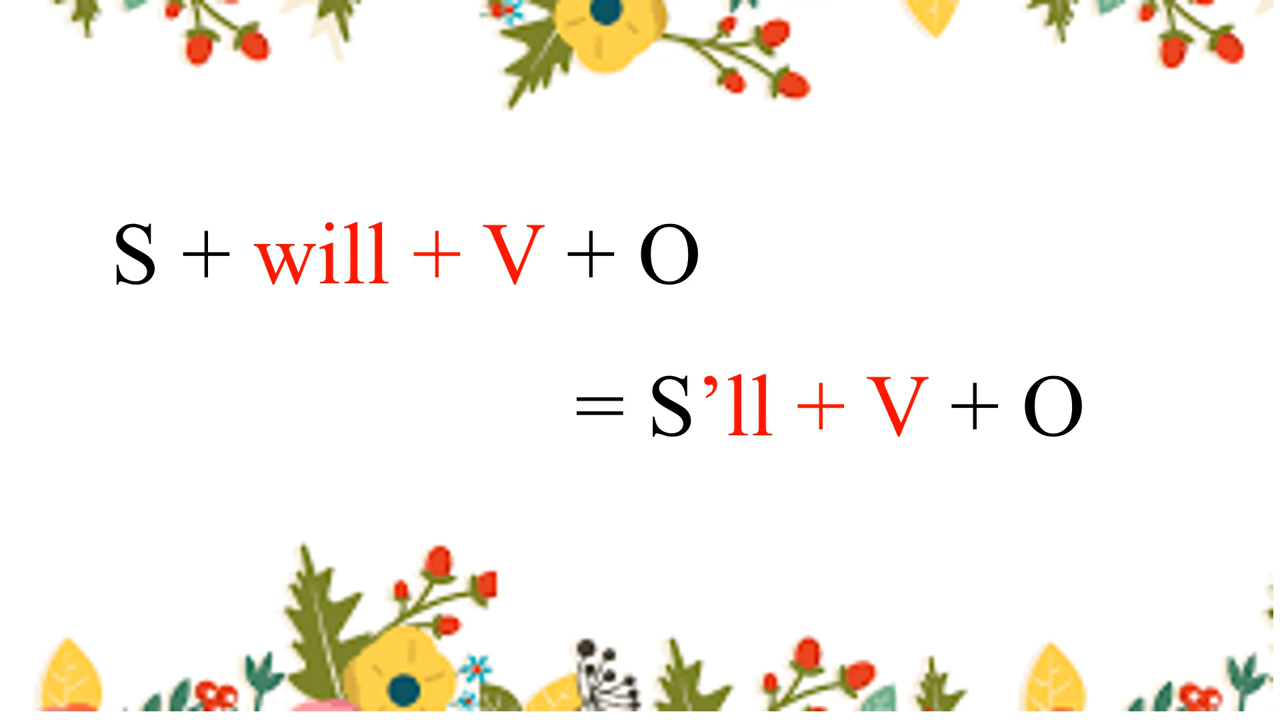 S + will + V + O
= S’ll + V + O